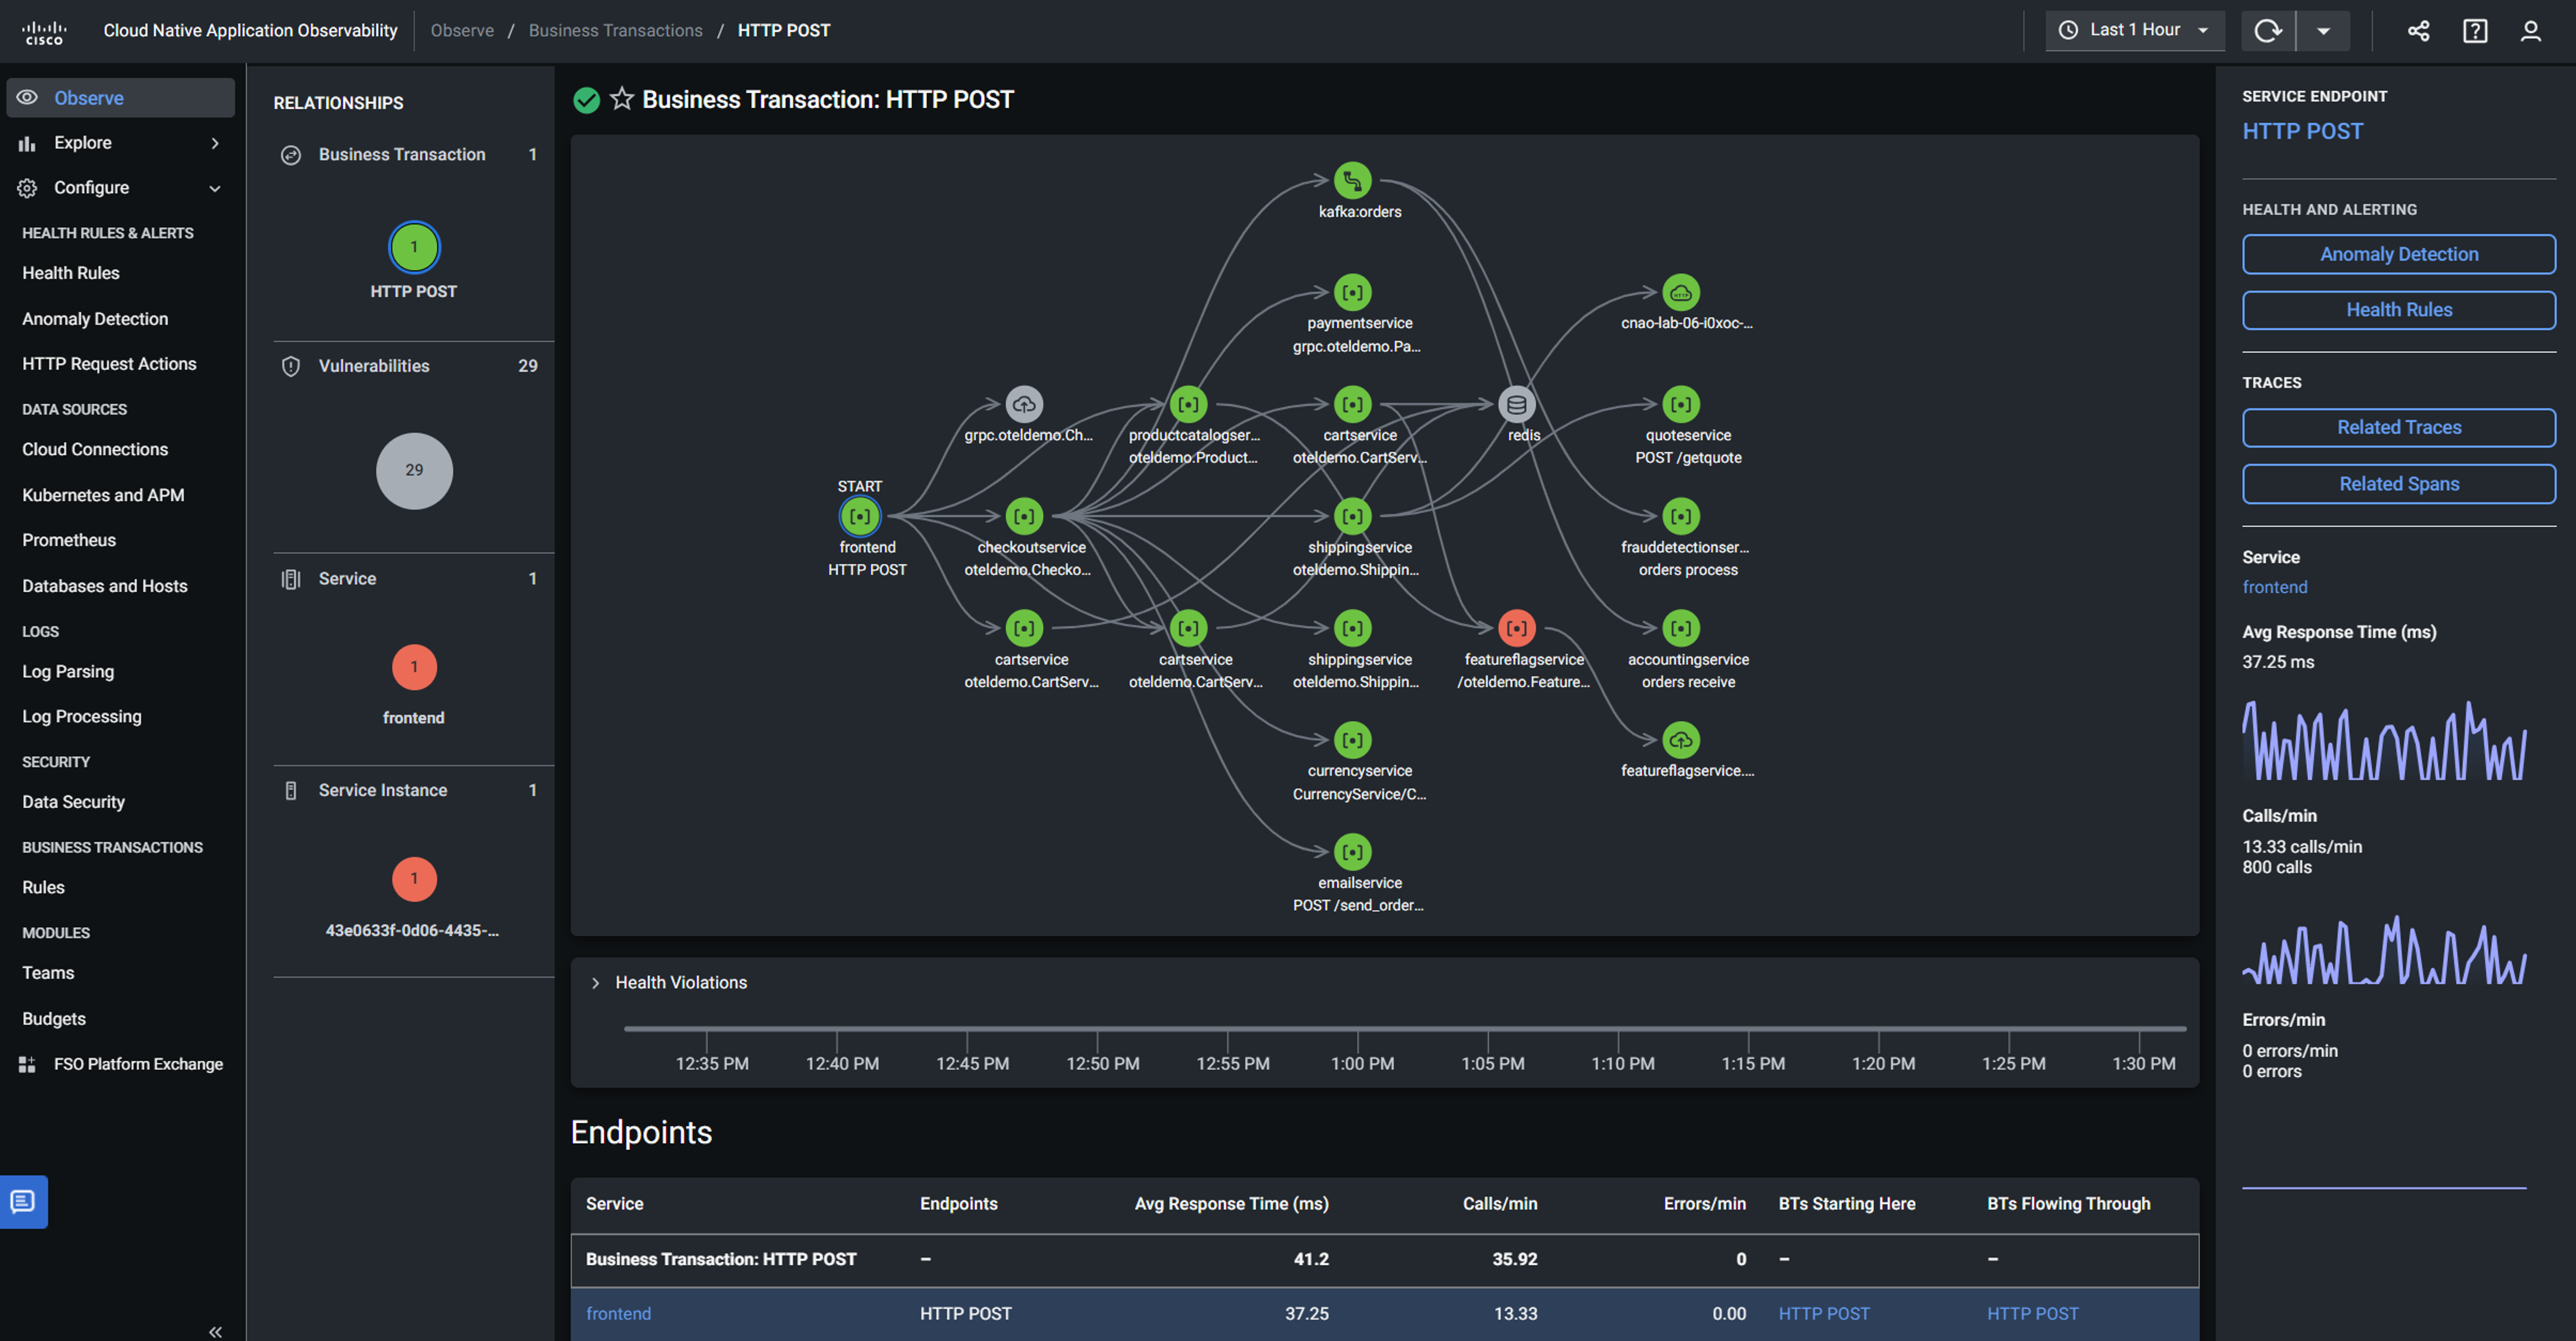 cisco
Cloud Native Application Observability
Observe / Business Transactions / HTTP POST
Last 1 Hour
Observe
Explore
Configure
HEALTH RULES & ALERTS
Health Rules
Anomaly Detection
HTTP Request Actions
DATA SOURCES
Cloud Connections
Kubernetes and APM
Prometheus
Databases and Hosts
LOGS
Log Parsing
Log Processing
SECURITY
Data Security
BUSINESS TRANSACTIONS
Rules
MODULES
Teams
Budgets
FSO Platform Exchange
RELATIONSHIPS
Business Transaction 1
1
HTTP POST
Vulnerabilities 29
29
Service 1
1
frontend
Service Instance 1
1
43e0633f-0d06-4435-...
Business Transaction: HTTP POST
kafka:orders
paymentservice
grpc.oteldemo.Pa...
HTTP
cnao-lab-06-i0xoc-...
grpc.oteldemo.Ch...
productcatalogser...
oteldemo.Product...
cartservice
oteldemo.CartServ...
redis
quoteservice
POST /getquote
START
frontend
HTTP POST
checkoutservice
oteldemo.Checko...
shippingservice
oteldemo.Shippin...
frauddetectionser...
orders process
cartservice
oteldemo.CartServ...
cartservice
oteldemo.CartServ...
shippingservice
oteldemo.Shippin...
featureflagservice
/oteldemo.Feature...
accountingservice
orders receive
currencyservice
CurrencyService/C...
featureflagservice....
emailservice
POST /send_order...
Health Violations
12:35 PM 12:40 PM 12:45 PM 12:50 PM 12:55 PM 1:00 PM 1:05 PM 1:10 PM 1:15 PM 1:20 PM 1:25 PM 1:30 PM
Endpoints
Service Endpoints Avg Response Time (ms) Calls/min Errors/min BTs Starting Here BTs Flowing Through
Business Transaction: HTTP POST – 41.2 35.92 0 – –
frontend HTTP POST 37.25 13.33 0.00 HTTP POST HTTP POST
SERVICE ENDPOINT
HTTP POST
HEALTH AND ALERTING
Anomaly Detection
Health Rules
TRACES
Related Traces
Related Spans
Service
frontend
Avg Response Time (ms)
37.25 ms
Calls/min
13.33 calls/min
800 calls
Errors/min
0 errors/min
0 errors